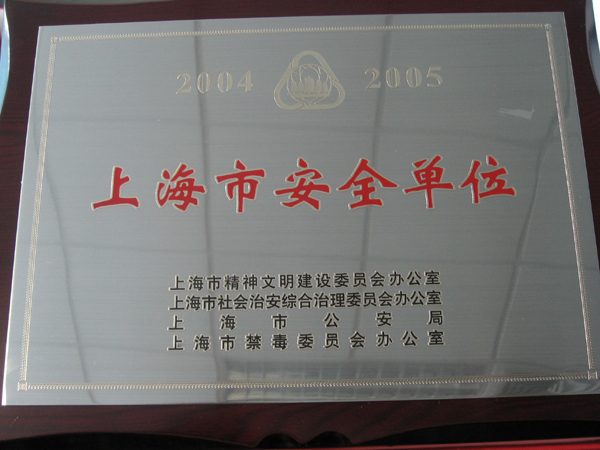 2004 2005
上海市安全单位
上海市精神文明建设委员会办公室
上海市社会治安综合治理委员会办公室
上海市公安局
上海市禁毒委员会办公室